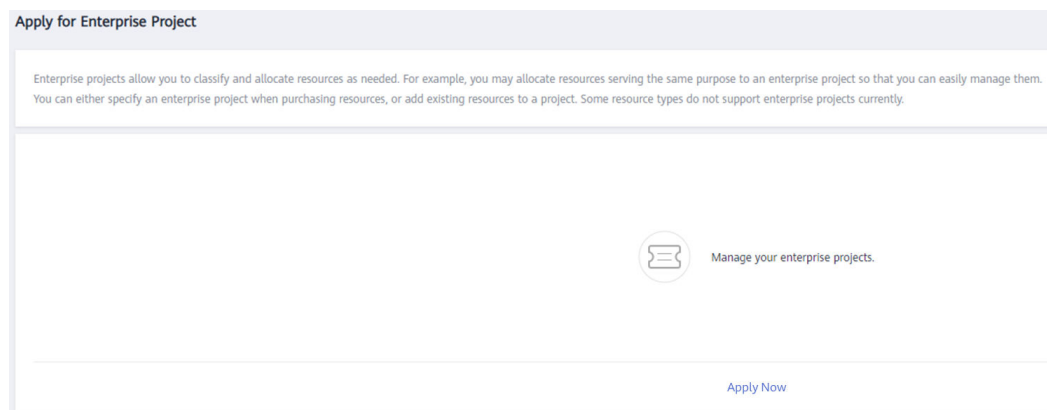 Apply for Enterprise Project
Enterprise projects allow you to classify and allocate resources as needed. For example, you may allocate resources serving the same purpose to an enterprise project so that you can easily manage them.
You can either specify an enterprise project when purchasing resources, or add existing resources to a project. Some resource types do not support enterprise projects currently.
Manage your enterprise projects.
Apply Now